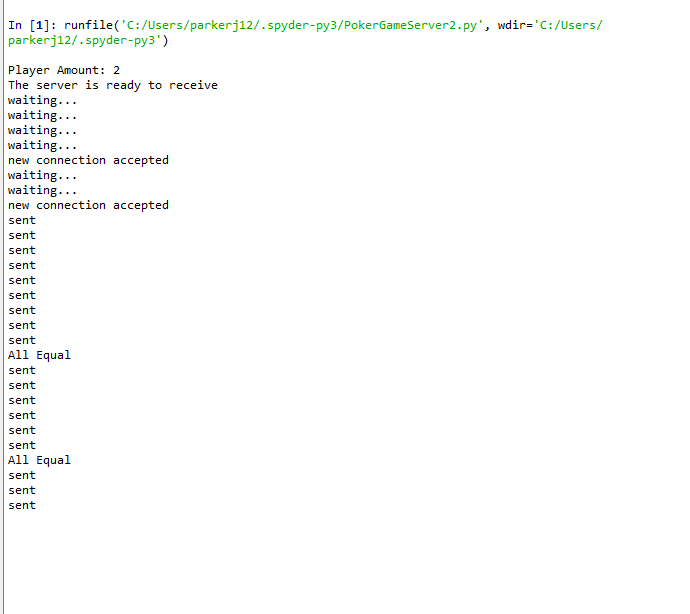 In [1]: runfile('C:/Users/parkerj12/.spyder-py3/PokerGameServer2.py', wdir='C:/Users/
parkerj12/.spyder-py3')
Player Amount: 2
The server is ready to receive
waiting...
waiting...
waiting...
waiting...
new connection accepted
waiting...
waiting...
new connection accepted
sent
sent
sent
sent
sent
sent
sent
sent
sent
All Equal
sent
sent
sent
sent
sent
sent
All Equal
sent
sent
sent